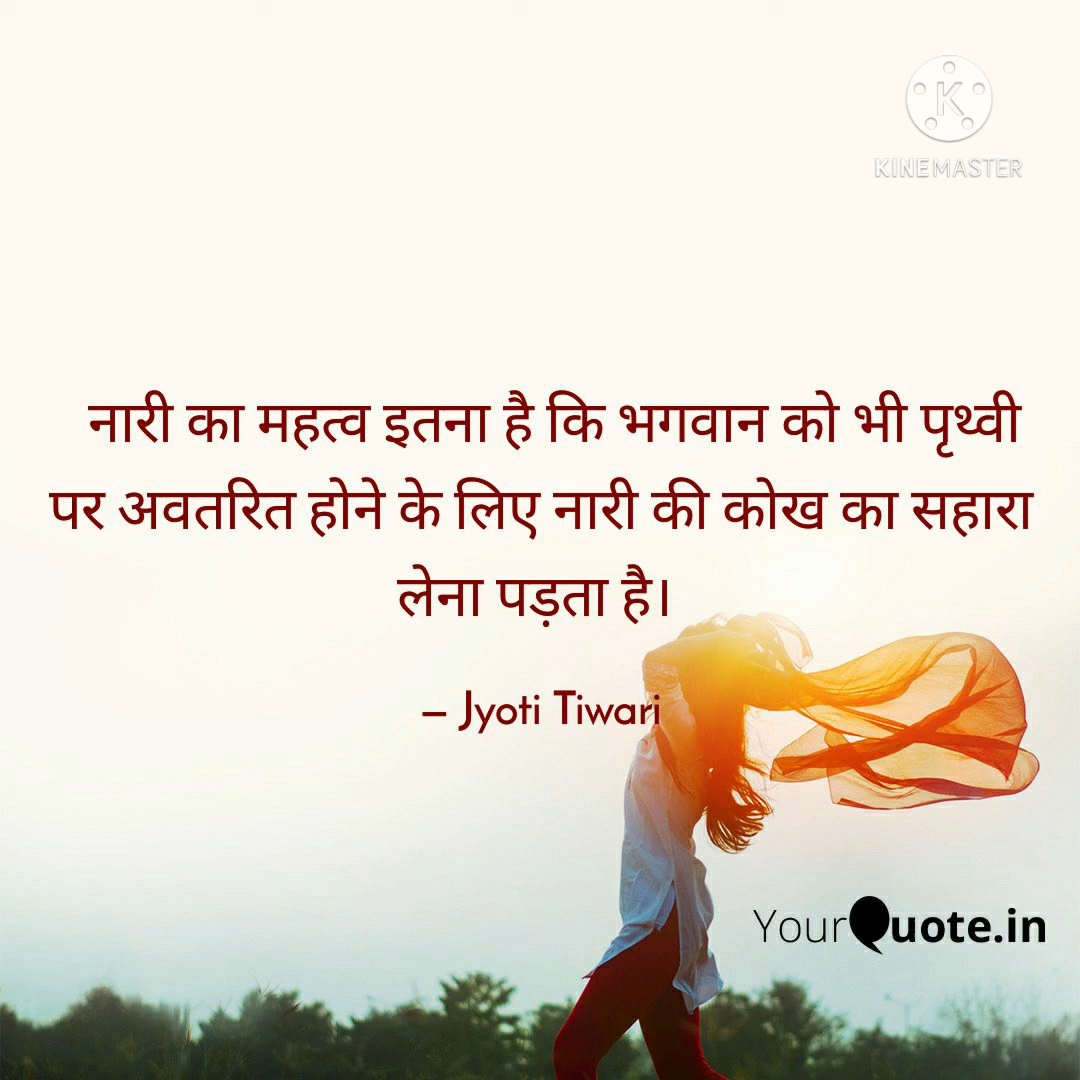 K
KINEMASTER
नारी का महत्व इतना है कि भगवान को भी पृथ्वी
पर अवतरित होने के लिए नारी की कोख का सहारा
लेना पड़ता है।
– Jyoti Tiwari
YourQuote.in